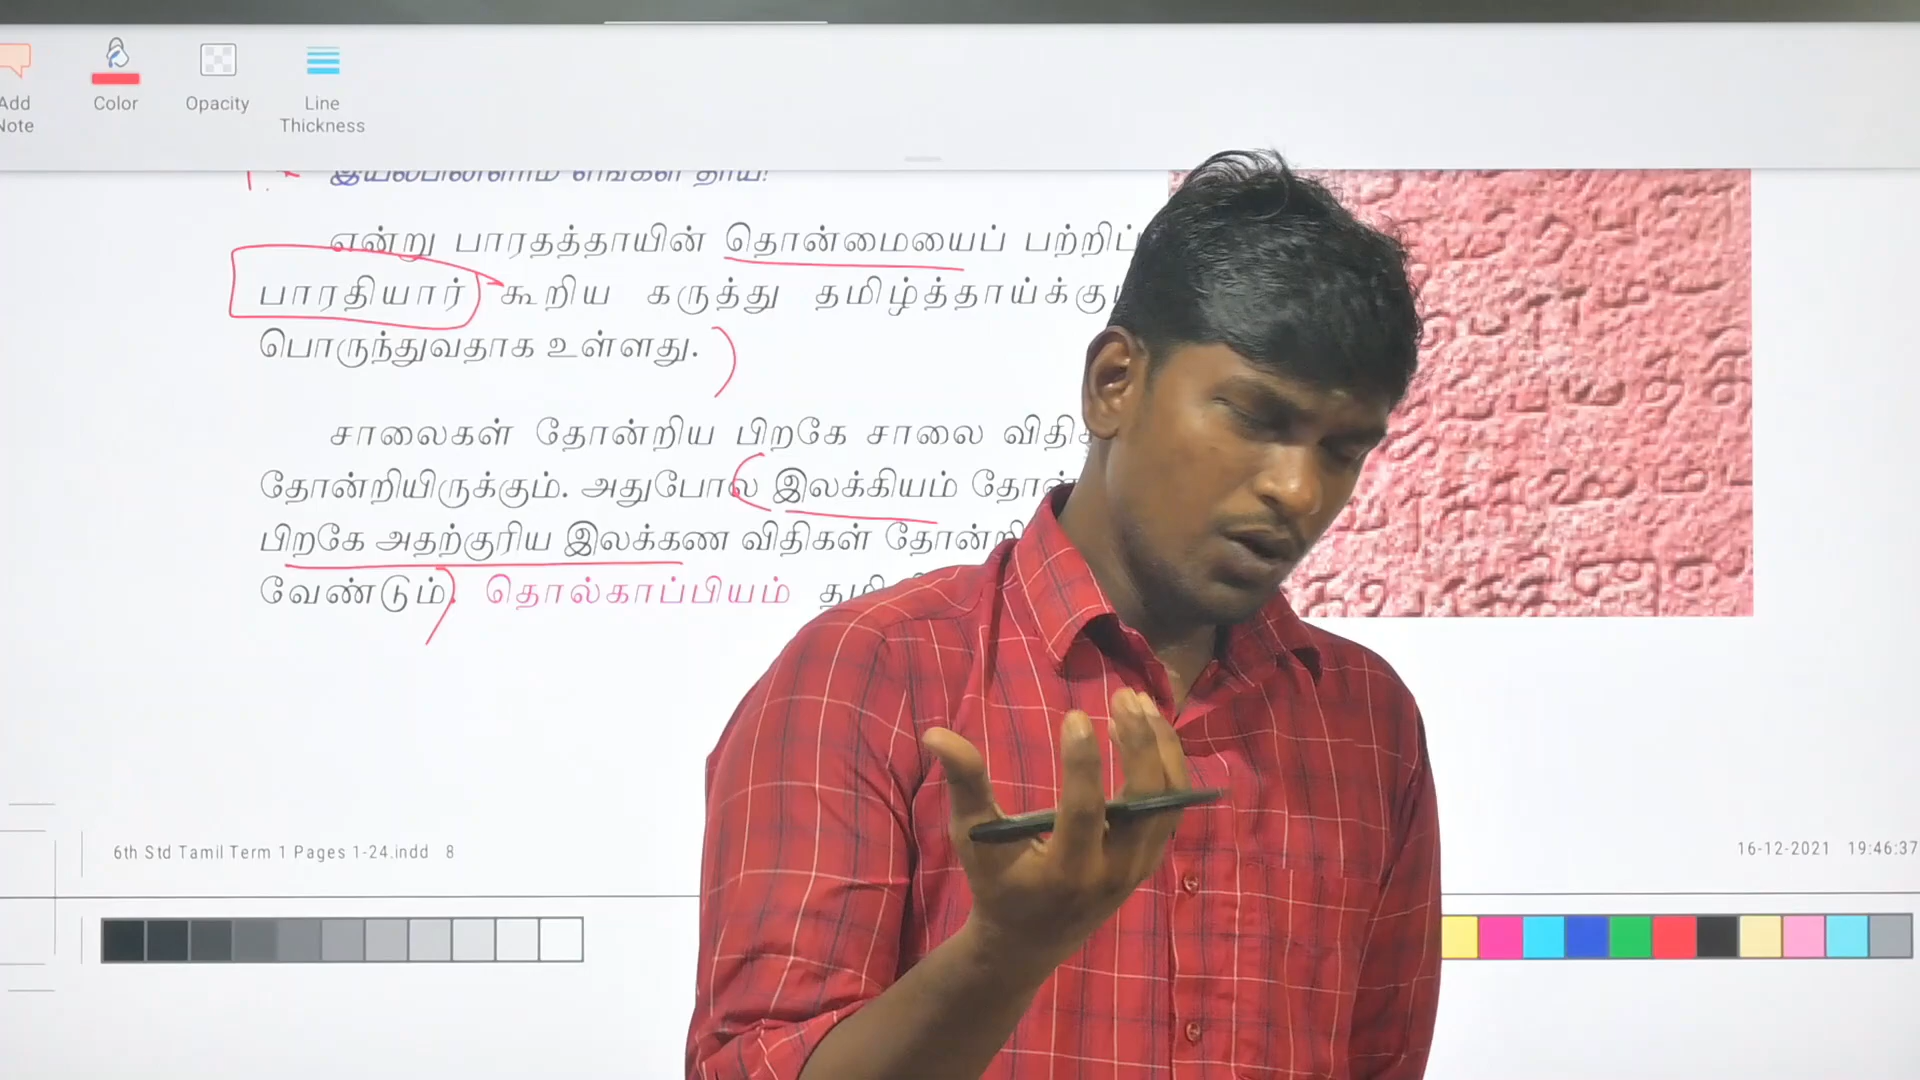 Add Note
Color
Opacity
Line Thickness
எங்கள் தாய்!
என்று பாரதத்தாயின் தொன்மையைப் பற்றிப்
பாரதியார் கூறிய கருத்து தமிழ்த்தாய்க்கு
பொருந்துவதாக உள்ளது.
சாலைகள் தோன்றிய பிறகே சாலை
தோன்றியிருக்கும். அதுபோல இலக்கியம்
பிறகே அதற்குரிய இலக்கண விதிகள்
வேண்டும். தொல்காப்பியம்
6th Std Tamil Term 1 Pages 1-24.indd 8
16-12-2021 19:46:37